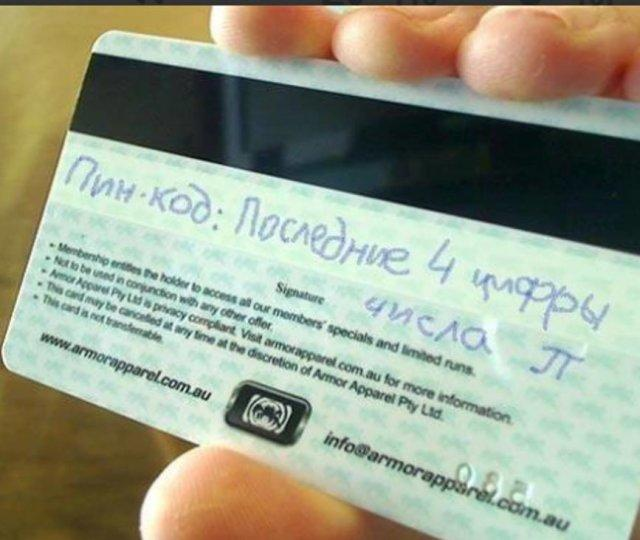 Пин-код: Последние 4 цифры
числа π
Signature
• Membership entitles the holder to access all our members' specials and limited runs.
• Not to be used in conjunction with any other offer.
• Armor Apparel Pty Ltd is privacy compliant. Visit armorapparel.com.au for more information.
• This card may be cancelled at any time at the discretion of Armor Apparel Pty Ltd.
• This card is not transferable.
www.armorapparel.com.au
info@armorapparel.com.au